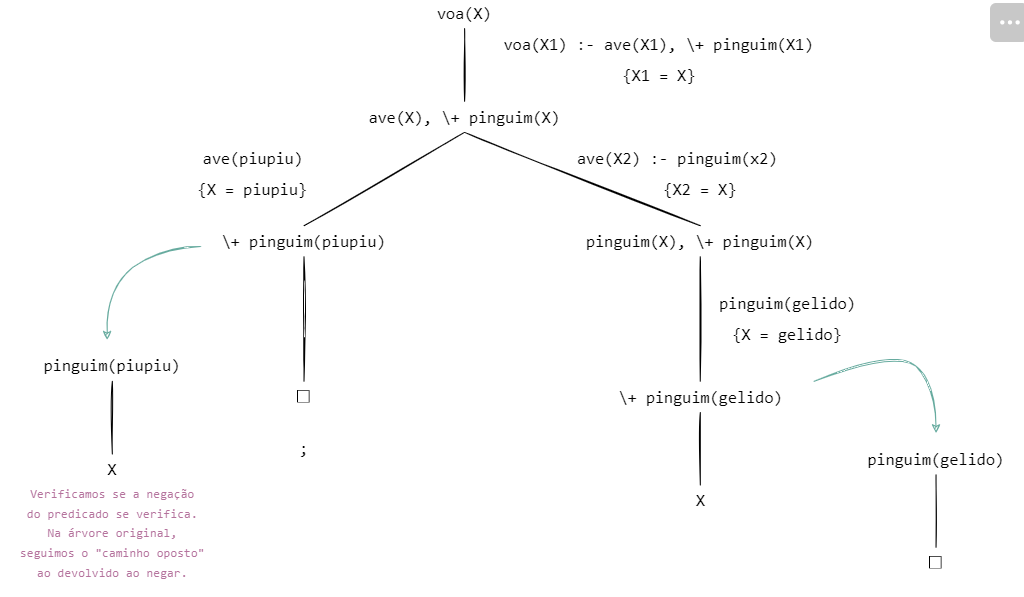 voa(X)
voa(X1) :- ave(X1), \+ pinguim(X1)
{X1 = X}
ave(X), \+ pinguim(X)
ave(piupiu)
{X = piupiu}
ave(X2) :- pinguim(x2)
{X2 = X}
\+ pinguim(piupiu)
pinguim(X), \+ pinguim(X)
pinguim(gelido)
{X = gelido}
pinguim(piupiu)
□
\+ pinguim(gelido)
;
X
pinguim(gelido)
X
□
Verificamos se a negação
do predicado se verifica.
Na árvore original,
seguimos o "caminho oposto"
ao devolvido ao negar.